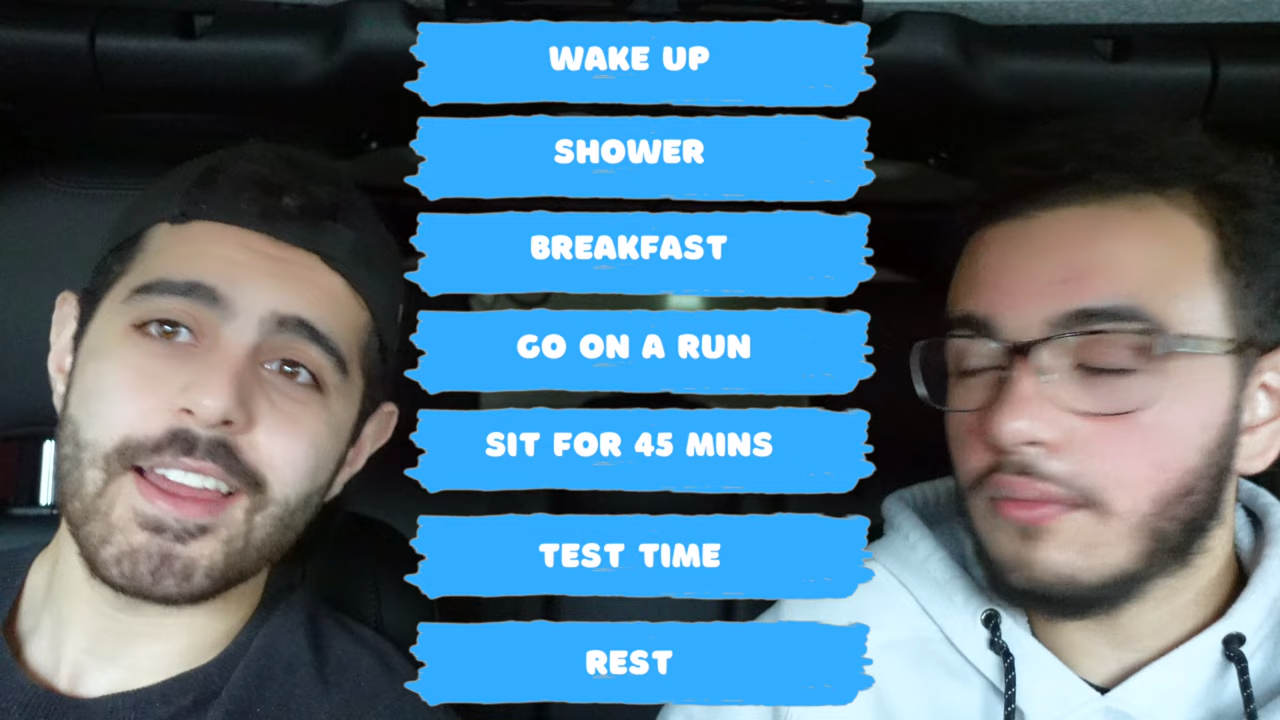 WAKE UP
SHOWER
BREAKFAST
GO ON A RUN
SIT FOR 45 MINS
TEST TIME
REST